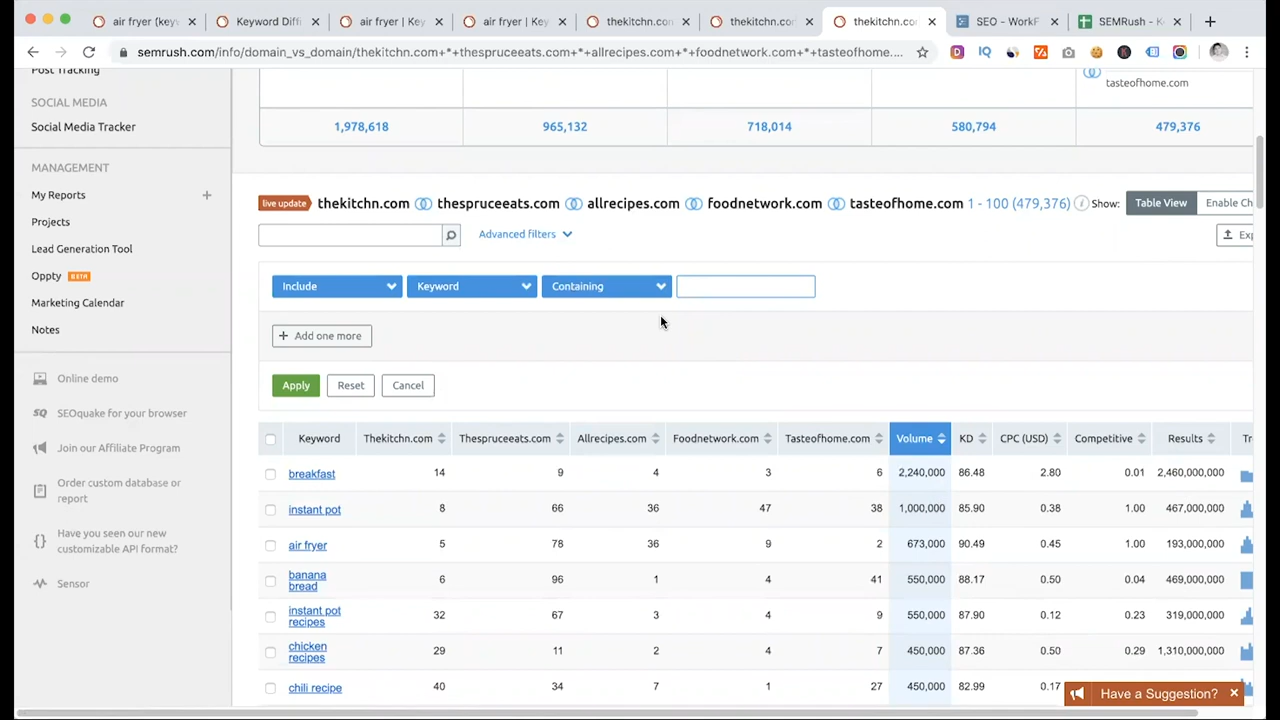 air fryer (keyw
Keyword Diffi
air fryer | Key
air fryer | Key
thekitchn.com
thekitchn.com
thekitchn.co
SEO - WorkF
SEMRush - K
semrush.com/info/domain_vs_domain/thekitchn.com+*+thespruceeats.com+*+allrecipes.com+*+foodnetwork.com+*+tasteofhome....
Post Tracking
SOCIAL MEDIA
Social Media Tracker
MANAGEMENT
My Reports +
Projects
Lead Generation Tool
Oppty BETA
Marketing Calendar
Notes
Online demo
SEOquake for your browser
Join our Affiliate Program
Order custom database or
report
Have you seen our new
customizable API format?
Sensor
tasteofhome.com
1,978,618 965,132 718,014 580,794 479,376
live update thekitchn.com thespruceeats.com allrecipes.com foodnetwork.com tasteofhome.com 1 - 100 (479,376) i Show: Table View Enable Ch
Advanced filters Exp
Include Keyword Containing
+ Add one more
Apply Reset Cancel
Keyword Thekitchn.com Thespruceeats.com Allrecipes.com Foodnetwork.com Tasteofhome.com Volume KD CPC (USD) Competitive Results Tr
breakfast 14 9 4 3 6 2,240,000 86.48 2.80 0.01 2,460,000,000
instant pot 8 66 36 47 38 1,000,000 85.90 0.38 1.00 467,000,000
air fryer 5 78 36 9 2 673,000 90.49 0.45 1.00 193,000,000
banana
bread 6 96 1 4 41 550,000 88.17 0.50 0.04 469,000,000
instant pot
recipes 32 67 3 4 9 550,000 87.90 0.12 0.23 319,000,000
chicken
recipes 29 11 2 4 7 450,000 87.36 0.50 0.29 1,310,000,000
chili recipe 40 34 7 1 27 450,000 82.99 0.17
Have a Suggestion?